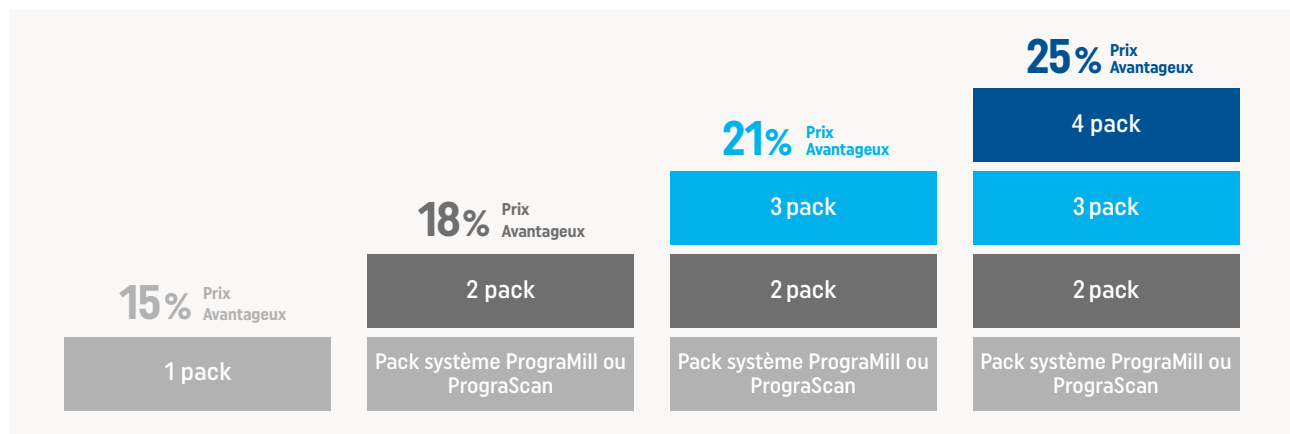 25% Prix
Avantageux
4 pack
21% Prix
Avantageux
3 pack
3 pack
18% Prix
Avantageux
2 pack
2 pack
2 pack
15% Prix
Avantageux
1 pack
Pack système PrograMill ou
PrograScan
Pack système PrograMill ou
PrograScan
Pack système PrograMill ou
PrograScan